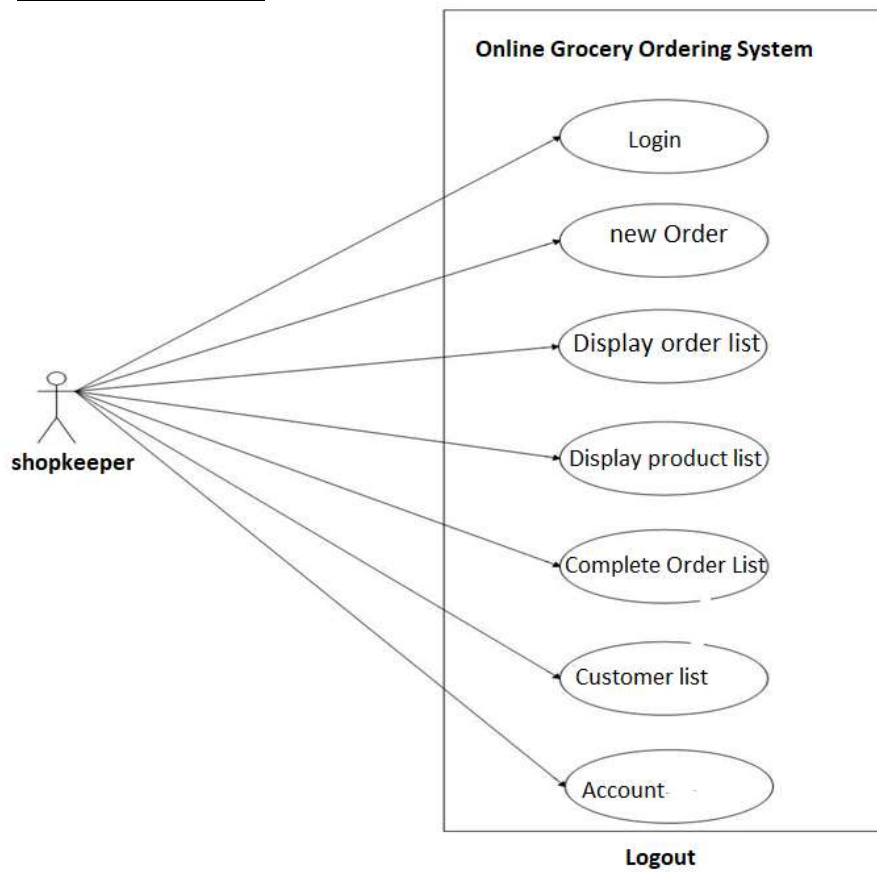 Online Grocery Ordering System
Login
new Order
Display order list
shopkeeper
Display product list
Complete Order List
Customer list
Account
Logout